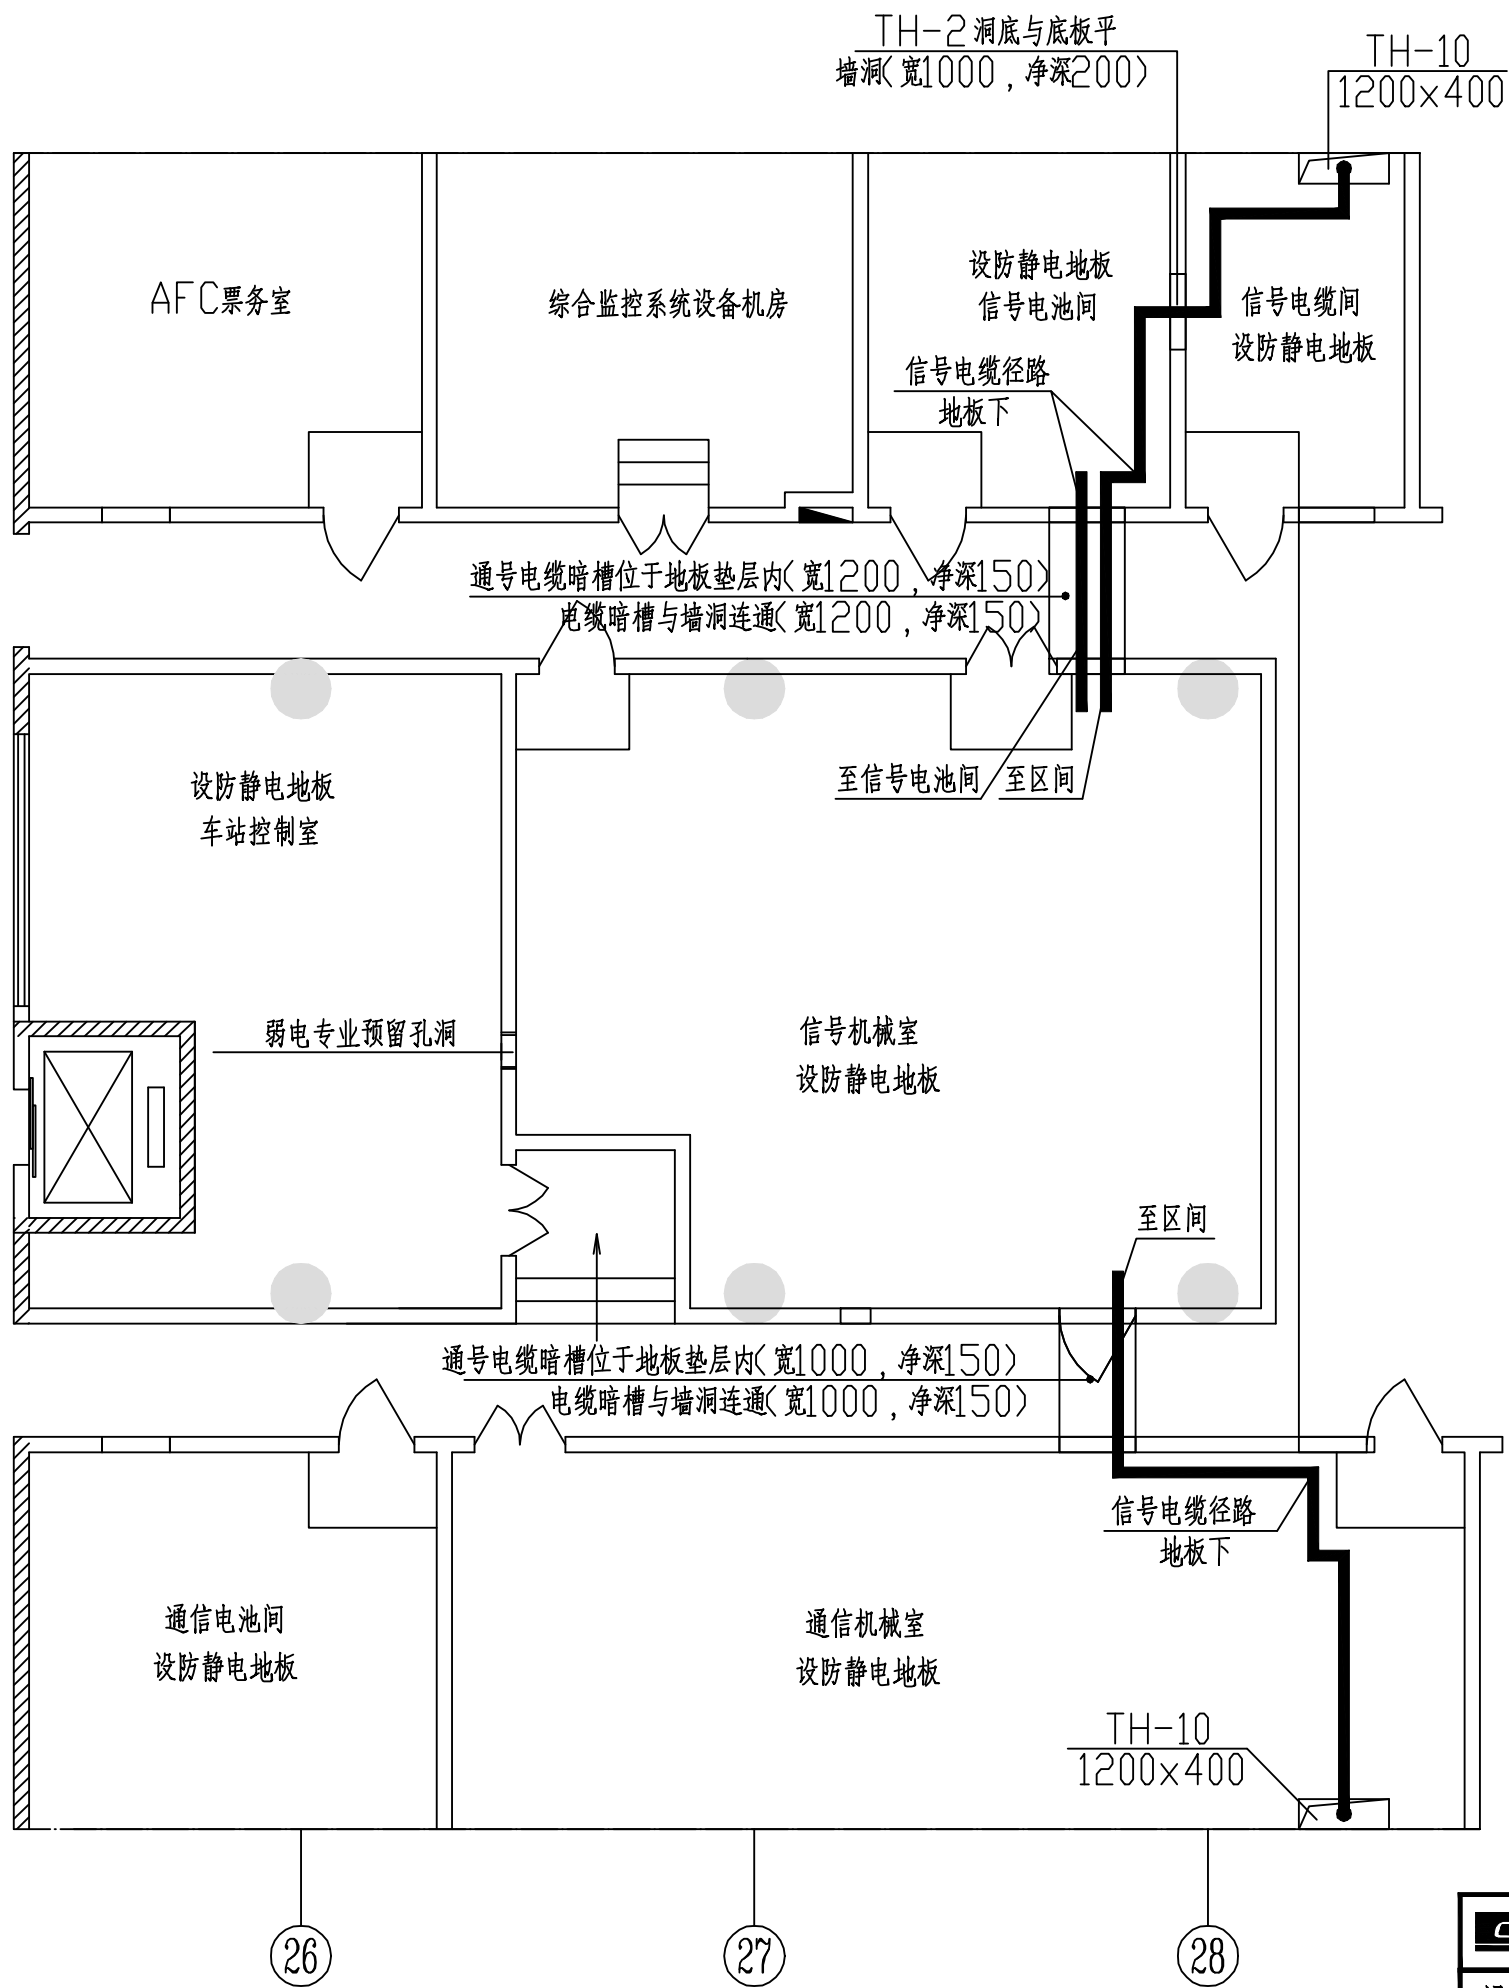 TH-2 洞底与底板平
墙洞(宽1000,净深200)
TH-10
1200x400
AFC票务室
综合监控系统设备机房
设防静电地板
信号电池间
信号电缆间
设防静电地板
信号电缆径路
地板下
通号电缆暗槽位于地板垫层内(宽1200,净深150)
电缆暗槽与墙洞连通(宽1200,净深150)
设防静电地板
车站控制室
至信号电池间
至区间
弱电专业预留孔洞
信号机械室
设防静电地板
至区间
通号电缆暗槽位于地板垫层内(宽1000,净深150)
电缆暗槽与墙洞连通(宽1000,净深150)
信号电缆径路
地板下
通信电池间
设防静电地板
通信机械室
设防静电地板
TH-10
1200x400
26
27
28